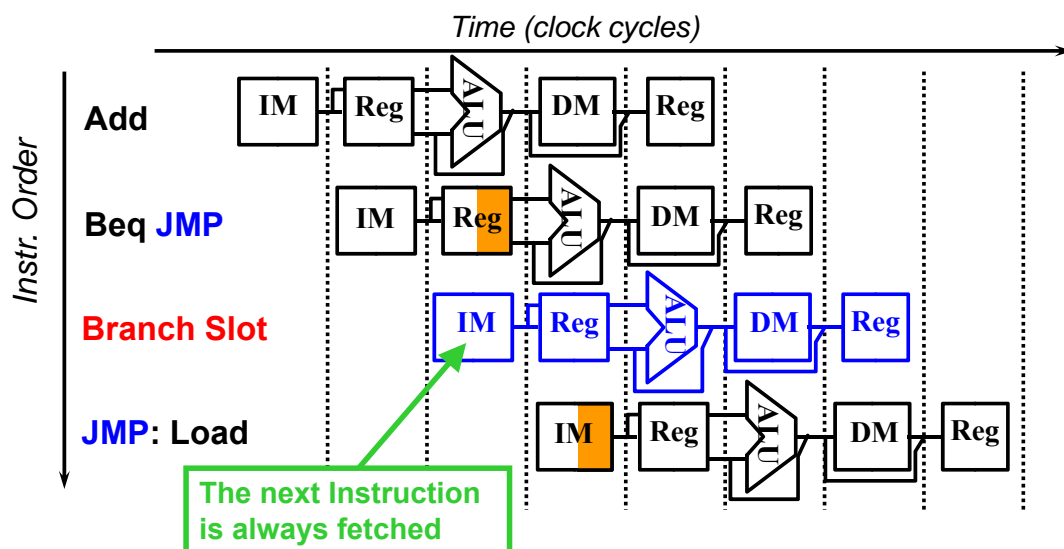 Time (clock cycles)
Instr. Order
Add
IM Reg ALU DM Reg
Beq JMP
IM Reg ALU DM Reg
Branch Slot
IM Reg ALU DM Reg
JMP: Load
IM Reg ALU DM Reg
The next Instruction
is always fetched